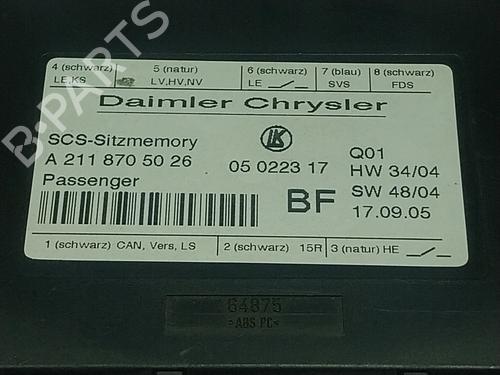 4 (schwarz) 5 (natur) 6 (schwarz) 7 (blau) 8 (schwarz)
LE,KS LV,HV,NV LE SVS FDS
Daimler Chrysler
SCS-Sitzmemory LK Q01
A 211 870 50 26 05 0223 17 HW 34/04
Passenger BF SW 48/04
17.09.05
1 (schwarz) CAN, Vers, LS 2 (schwarz) 15R 3 (natur) HE
64875
>ABS PC<
B-PARTS